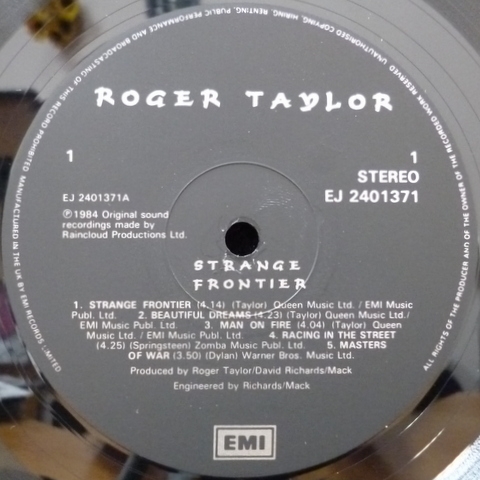 ROGER TAYLOR
1
1
STEREO
EJ 2401371A
EJ 2401371
Ⓟ1984 Original sound
recordings made by
Raincloud Productions Ltd.
STRANGE
FRONTIER
1. STRANGE FRONTIER (4.14) (Taylor) Queen Music Ltd. / EMI Music
Publ. Ltd. 2. BEAUTIFUL DREAMS (4.23) (Taylor) Queen Music Ltd./
EMI Music Publ. Ltd. 3. MAN ON FIRE (4.04) (Taylor) Queen
Music Ltd. / EMI Music Publ. Ltd. 4. RACING IN THE STREET
(4.25) (Springsteen) Zomba Music Publ. Ltd. 5. MASTERS
OF WAR (3.50) (Dylan) Warner Bros. Music Ltd.
Produced by Roger Taylor/David Richards/Mack
Engineered by Richards/Mack
EMI
ALL RIGHTS OF THE PRODUCER AND OF THE OWNER OF THE RECORDED WORK RESERVED UNAUTHORISED COPYING, HIRING, RENTING, PUBLIC PERFORMANCE AND BROADCASTING OF THIS RECORD PROHIBITED MANUFACTURED IN THE UK BY EMI RECORDS LIMITED